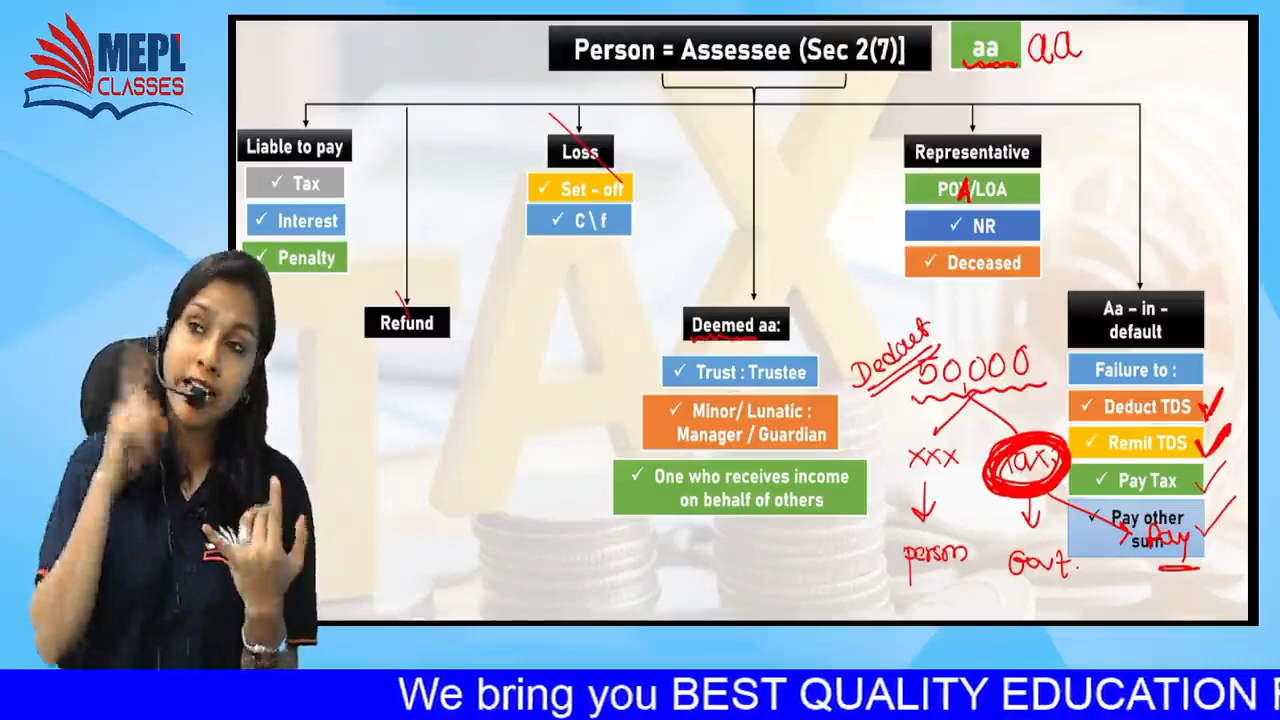 MEPL
CLASSES
Person = Assessee (Sec 2(7)]
aa
aa
Liable to pay
✓ Tax
✓ Interest
✓ Penalty
Refund
Loss
✓ Set – off
✓ C\f
Deemed aa:
✓ Trust : Trustee
✓ Minor/ Lunatic :
Manager / Guardian
✓ One who receives income
on behalf of others
Representative
POA/LOA
✓ NR
✓ Deceased
Aa – in –
default
Failure to :
✓ Deduct TDS
✓ Remit TDS
✓ Pay Tax
✓ Pay other
sum
Deduct
50,000
xxx
Tax
person
Govt.
Pay
We bring you BEST QUALITY EDUCATION